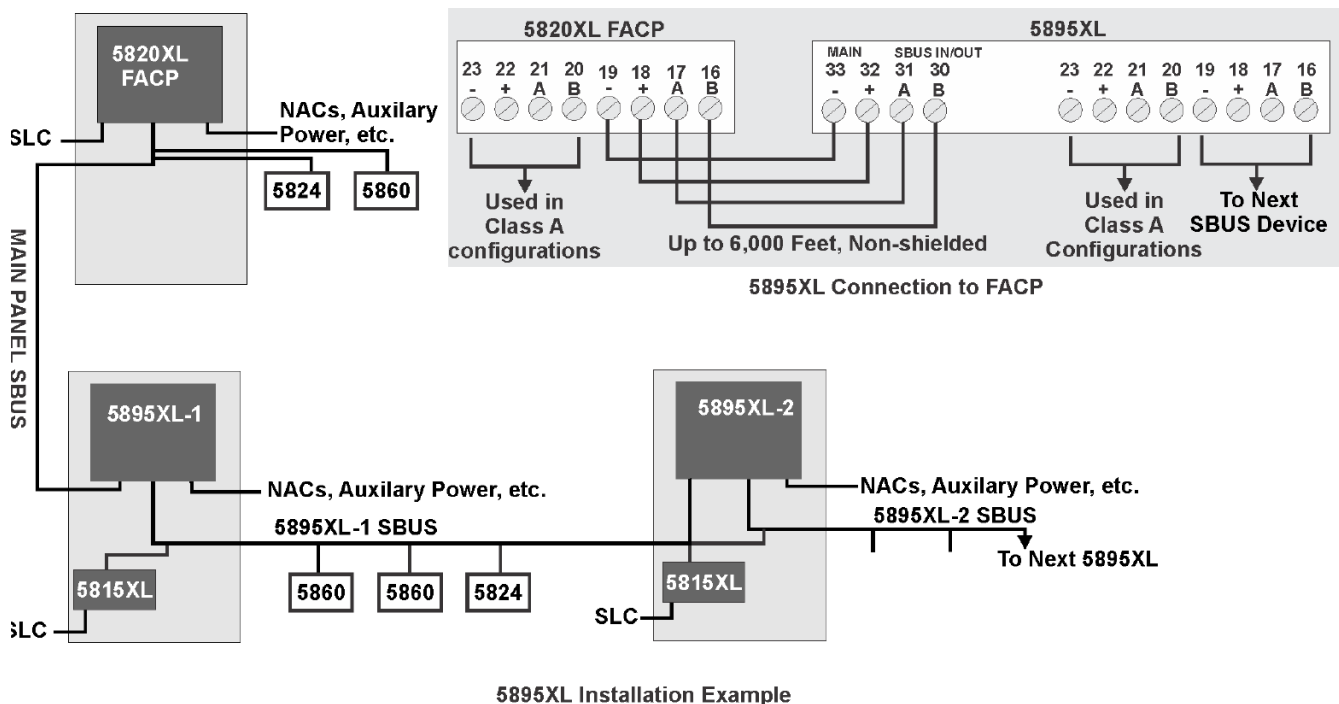 5820XL
FACP
SLC
NACs, Auxilary
Power, etc.
5824
5860
MAIN PANEL SBUS
5820XL FACP
23 22 21 20 19 18 17 16
- + A B - + A B
5895XL
MAIN SBUS IN/OUT
33 32 31 30
- + A B
23 22 21 20 19 18 17 16
- + A B - + A B
Used in
Class A
configurations
Up to 6,000 Feet, Non-shielded
Used in
Class A
Configurations
To Next
SBUS Device
5895XL Connection to FACP
5895XL-1
NACs, Auxilary Power, etc.
5895XL-1 SBUS
5815XL
SLC
5860
5860
5824
5895XL-2
NACs, Auxilary Power, etc.
5895XL-2 SBUS
To Next 5895XL
5815XL
SLC
5895XL Installation Example